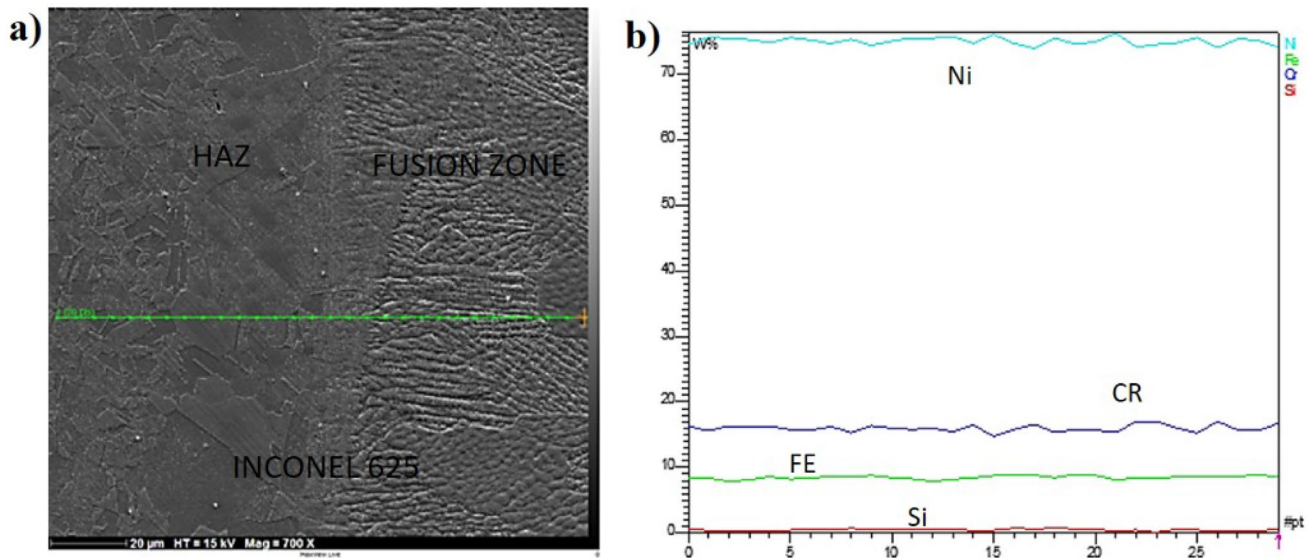 a)
HAZ
FUSION ZONE
INCONEL 625
20 µm HT = 15 kV Mag = 700 X
b)
W%
Ni
CR
FE
Si
70
60
50
40
30
20
10
0
0 5 10 15 20 25
#pt
N
Fe
Cr
Si